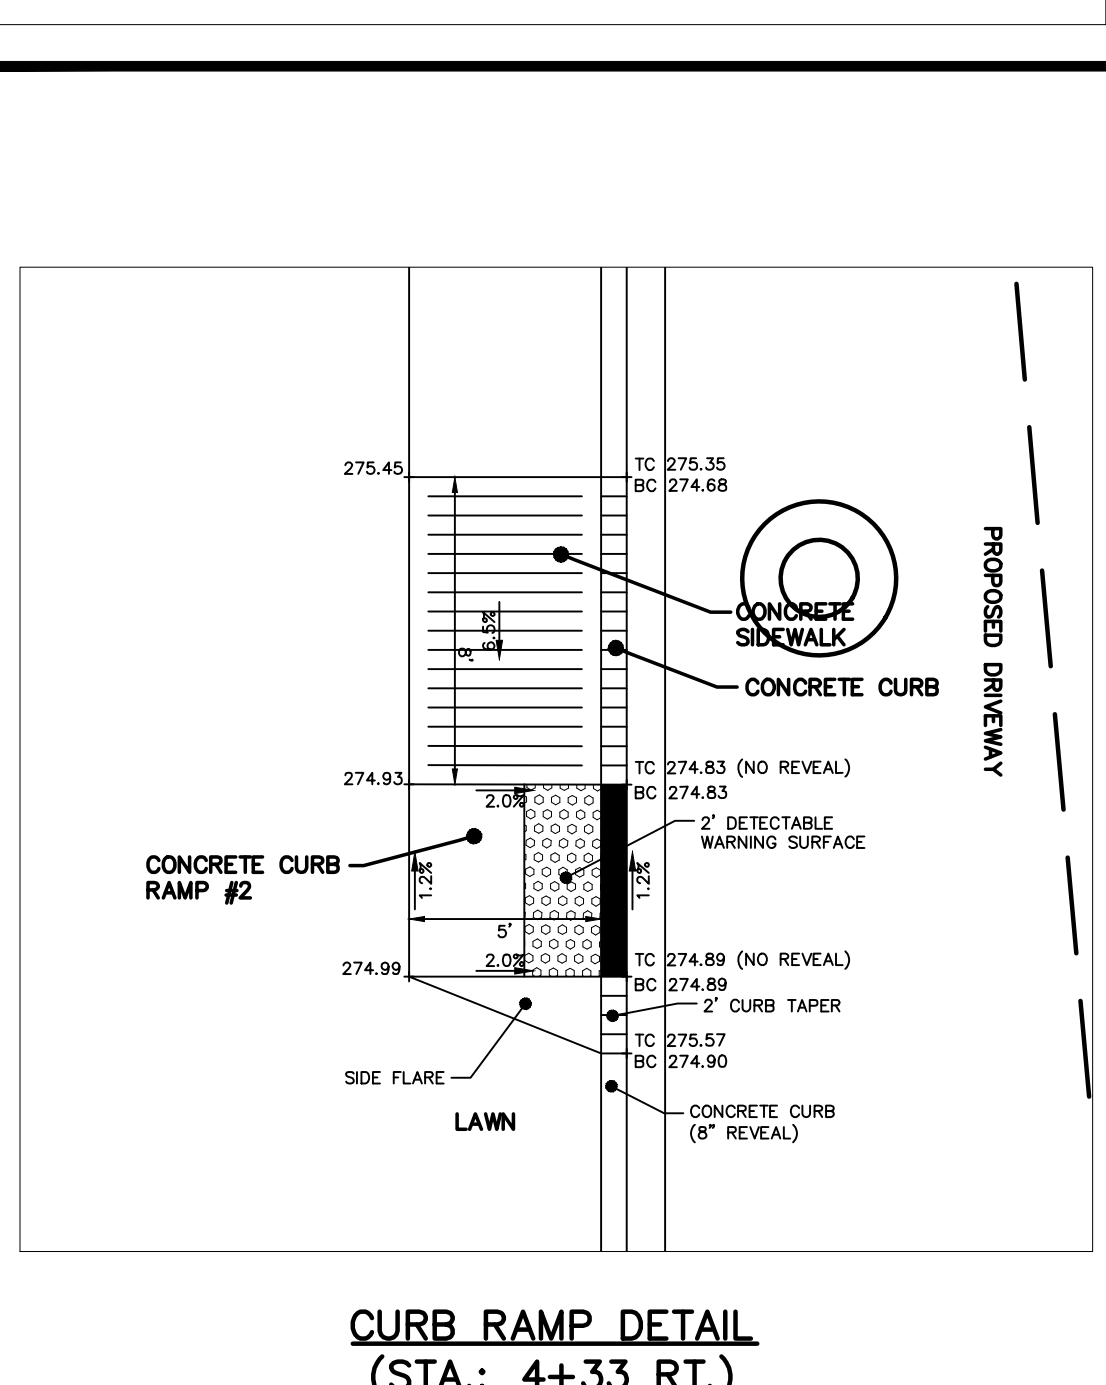 275.45
TC 275.35
BC 274.68
CONCRETE
SIDEWALK
PROPOSED DRIVEWAY
6.5%
8'
CONCRETE CURB
274.93
TC 274.83 (NO REVEAL)
BC 274.83
2.0%
2' DETECTABLE
WARNING SURFACE
CONCRETE CURB
RAMP #2
1.2%
1.2%
5'
274.99
2.0%
TC 274.89 (NO REVEAL)
BC 274.89
2' CURB TAPER
TC 275.57
BC 274.90
SIDE FLARE
LAWN
CONCRETE CURB
(8" REVEAL)
CURB RAMP DETAIL
(STA.: 4+33 RT.)